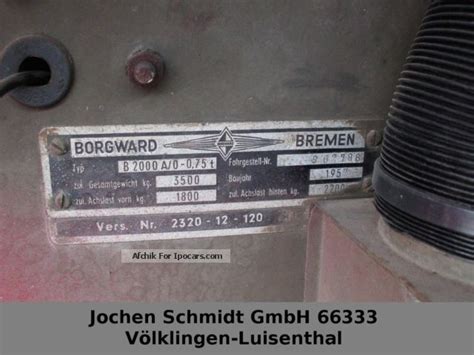 BORGWARD BREMEN
Typ B 2000 A/O-0,75 t Fahrgestell-Nr.
zul. Gesamtgewicht kg. 3500 Baujahr 195
zul. Achslast vorn kg. 1800 zul. Achslast hinten kg. 2200
Vers. Nr. 2320-12-120
Afchik For Ipocars.com
Jochen Schmidt GmbH 66333
Völklingen-Luisenthal